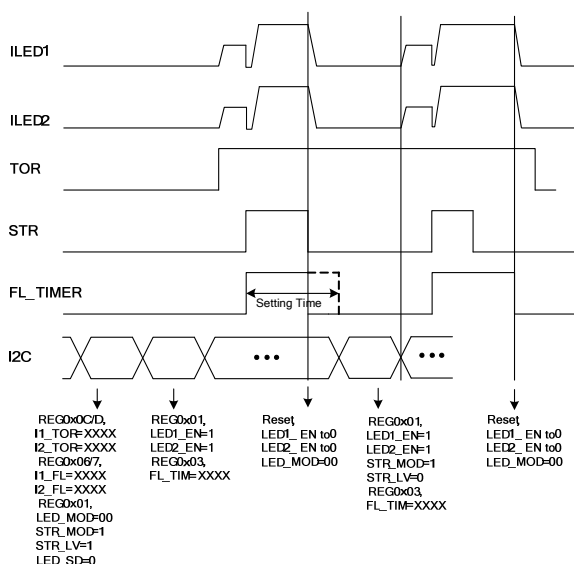 ILED1
ILED2
TOR
STR
FL_TIMER
Setting Time
I2C
•••
•••
REG0x0C/D,
I1_TOR=XXXX
I2_TOR=XXXX
REG0x06/7,
I1_FL=XXXX
I2_FL=XXXX
REG0x01,
LED_MOD=00
STR_MOD=1
STR_LV=1
LED_SD=0
REG0x01,
LED1_EN=1
LED2_EN=1
REG0x03,
FL_TIM=XXXX
Reset,
LED1_ EN to0
LED2_ EN to0
LED_MOD=00
REG0x01,
LED1_EN=1
LED2_EN=1
STR_MOD=1
STR_LV=0
REG0x03,
FL_TIM=XXXX
Reset,
LED1_ EN to0
LED2_ EN to0
LED_MOD=00